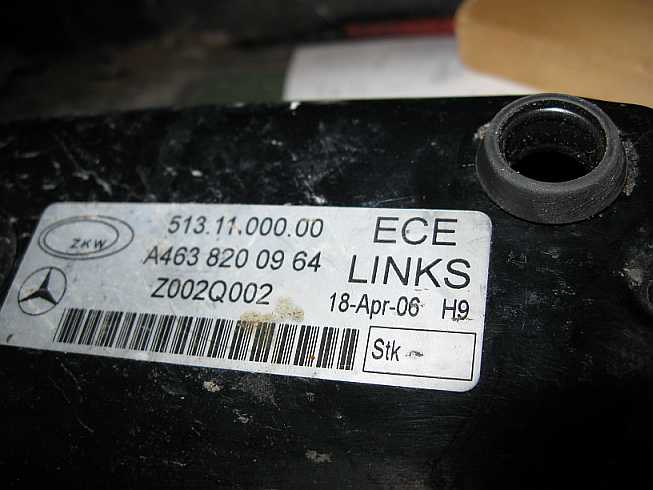 ZKW
513.11.000.00
A463 820 09 64
Z002Q002
ECE
LINKS
18-Apr-06 H9
Stk